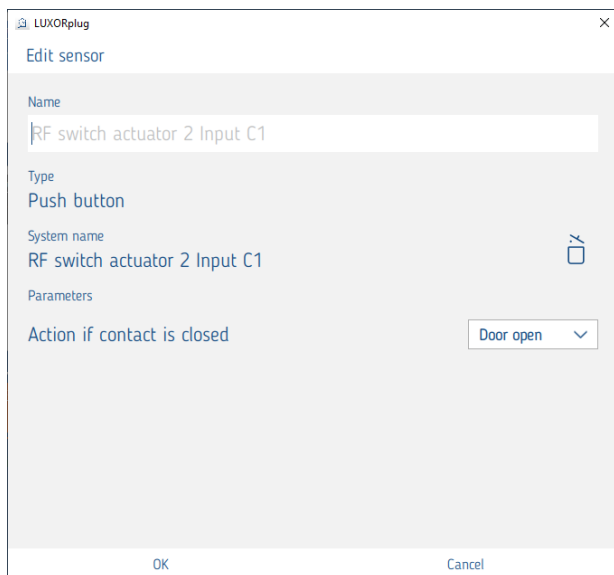 LUXORplug
Edit sensor
Name
RF switch actuator 2 Input C1
Type
Push button
System name
RF switch actuator 2 Input C1
Parameters
Action if contact is closed
Door open
OK
Cancel